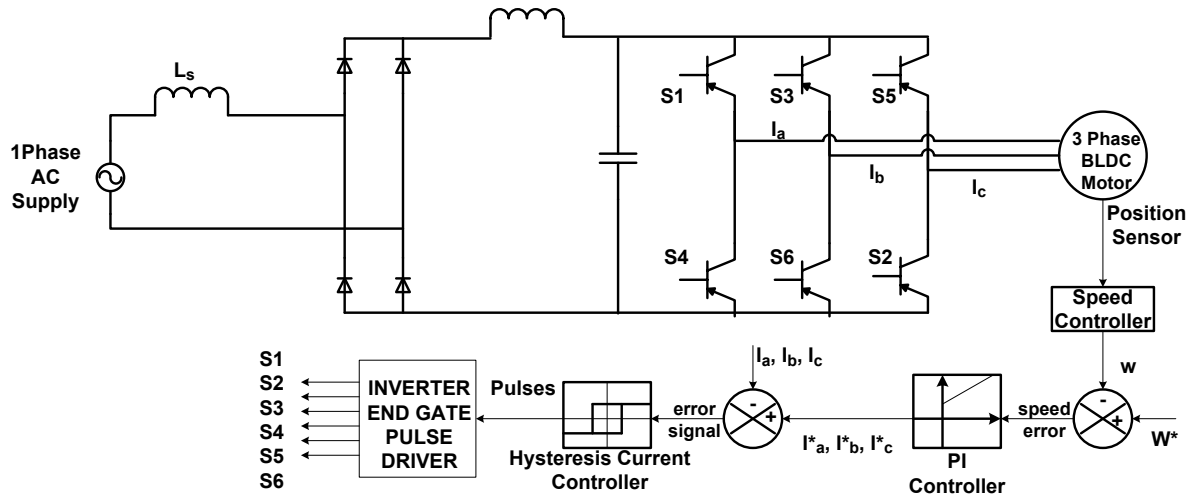 Ls
1Phase
AC
Supply
S1
S3
S5
Ia
Ib
Ic
3 Phase
BLDC
Motor
Position
Sensor
S4
S6
S2
Speed
Controller
w
S1
S2
S3
S4
S5
S6
INVERTER
END GATE
PULSE
DRIVER
Pulses
Hysteresis Current
Controller
error
signal
Ia, Ib, Ic
-
+
I*a, I*b, I*c
PI
Controller
speed
error
-
+
W*